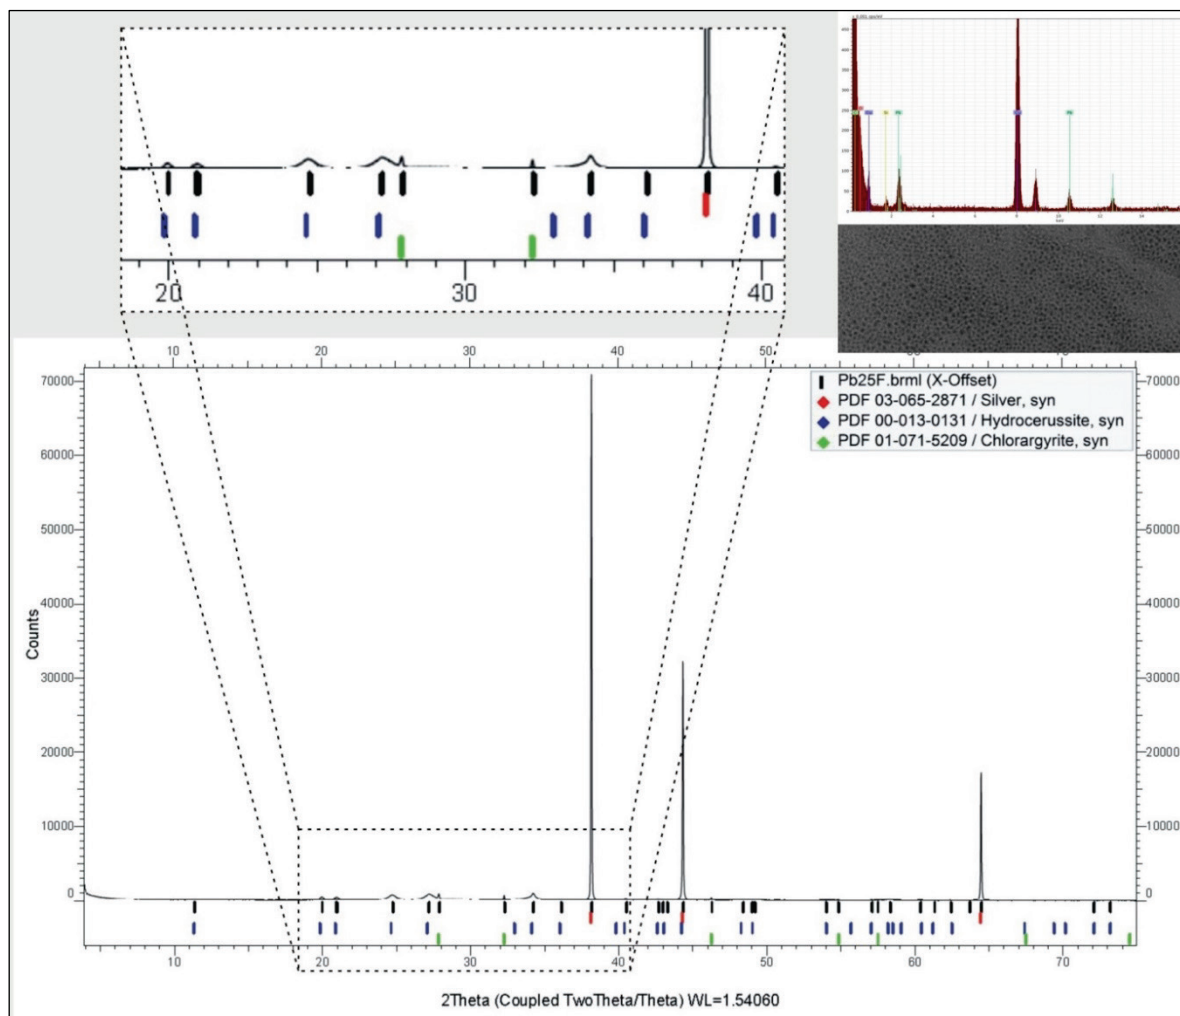 20 30 40
10 20 30 40 50
70000 70000
60000 60000
50000 50000
40000 40000
30000 30000
20000 20000
10000 10000
0 0
Counts
Pb25F.brml (X-Offset)
PDF 03-065-2871 / Silver, syn
PDF 00-013-0131 / Hydrocerussite, syn
PDF 01-071-5209 / Chlorargyrite, syn
10 20 30 40 50 60 70
2Theta (Coupled TwoTheta/Theta) WL=1.54060